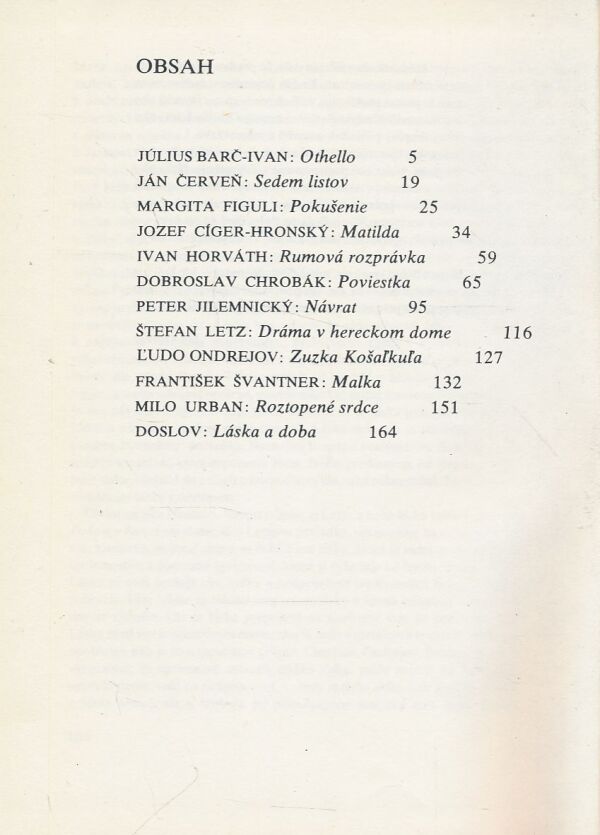 OBSAH
JÚLIUS BARČ-IVAN: Othello 5
JÁN ČERVEŇ: Sedem listov 19
MARGITA FIGULI: Pokušenie 25
JOZEF CÍGER-HRONSKÝ: Matilda 34
IVAN HORVÁTH: Rumová rozprávka 59
DOBROSLAV CHROBÁK: Poviestka 65
PETER JILEMNICKÝ: Návrat 95
ŠTEFAN LETZ: Dráma v hereckom dome 116
ĽUDO ONDREJOV: Zuzka Košaľkuľa 127
FRANTIŠEK ŠVANTNER: Malka 132
MILO URBAN: Roztopené srdce 151
DOSLOV: Láska a doba 164